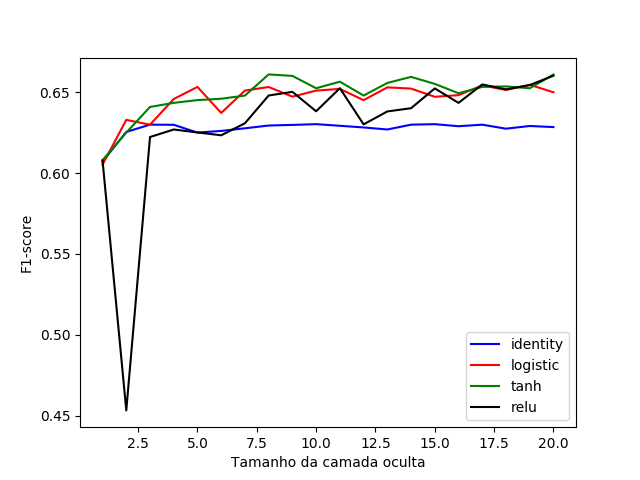 0.65
0.60
0.55
0.50
0.45
F1-score
identity
logistic
tanh
relu
2.5 5.0 7.5 10.0 12.5 15.0 17.5 20.0
Tamanho da camada oculta